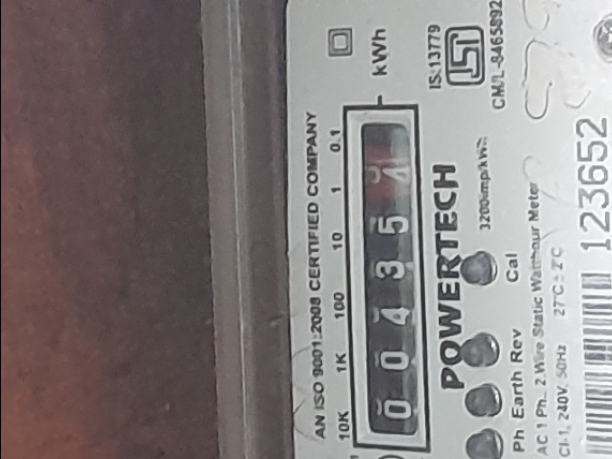 AN ISO 9001:2008 CERTIFIED COMPANY
10K 1K 100 10 1 0.1
0 0 4 3 5
kWh
POWERTECH
IS:13779
CM/L-8465892
3200imp/kWh
Ph Earth Rev Cal
AC 1 Ph.. 2 Wire Static Watthour Meter
Cl-1, 240V, 50Hz 27°C± 2°C
123652